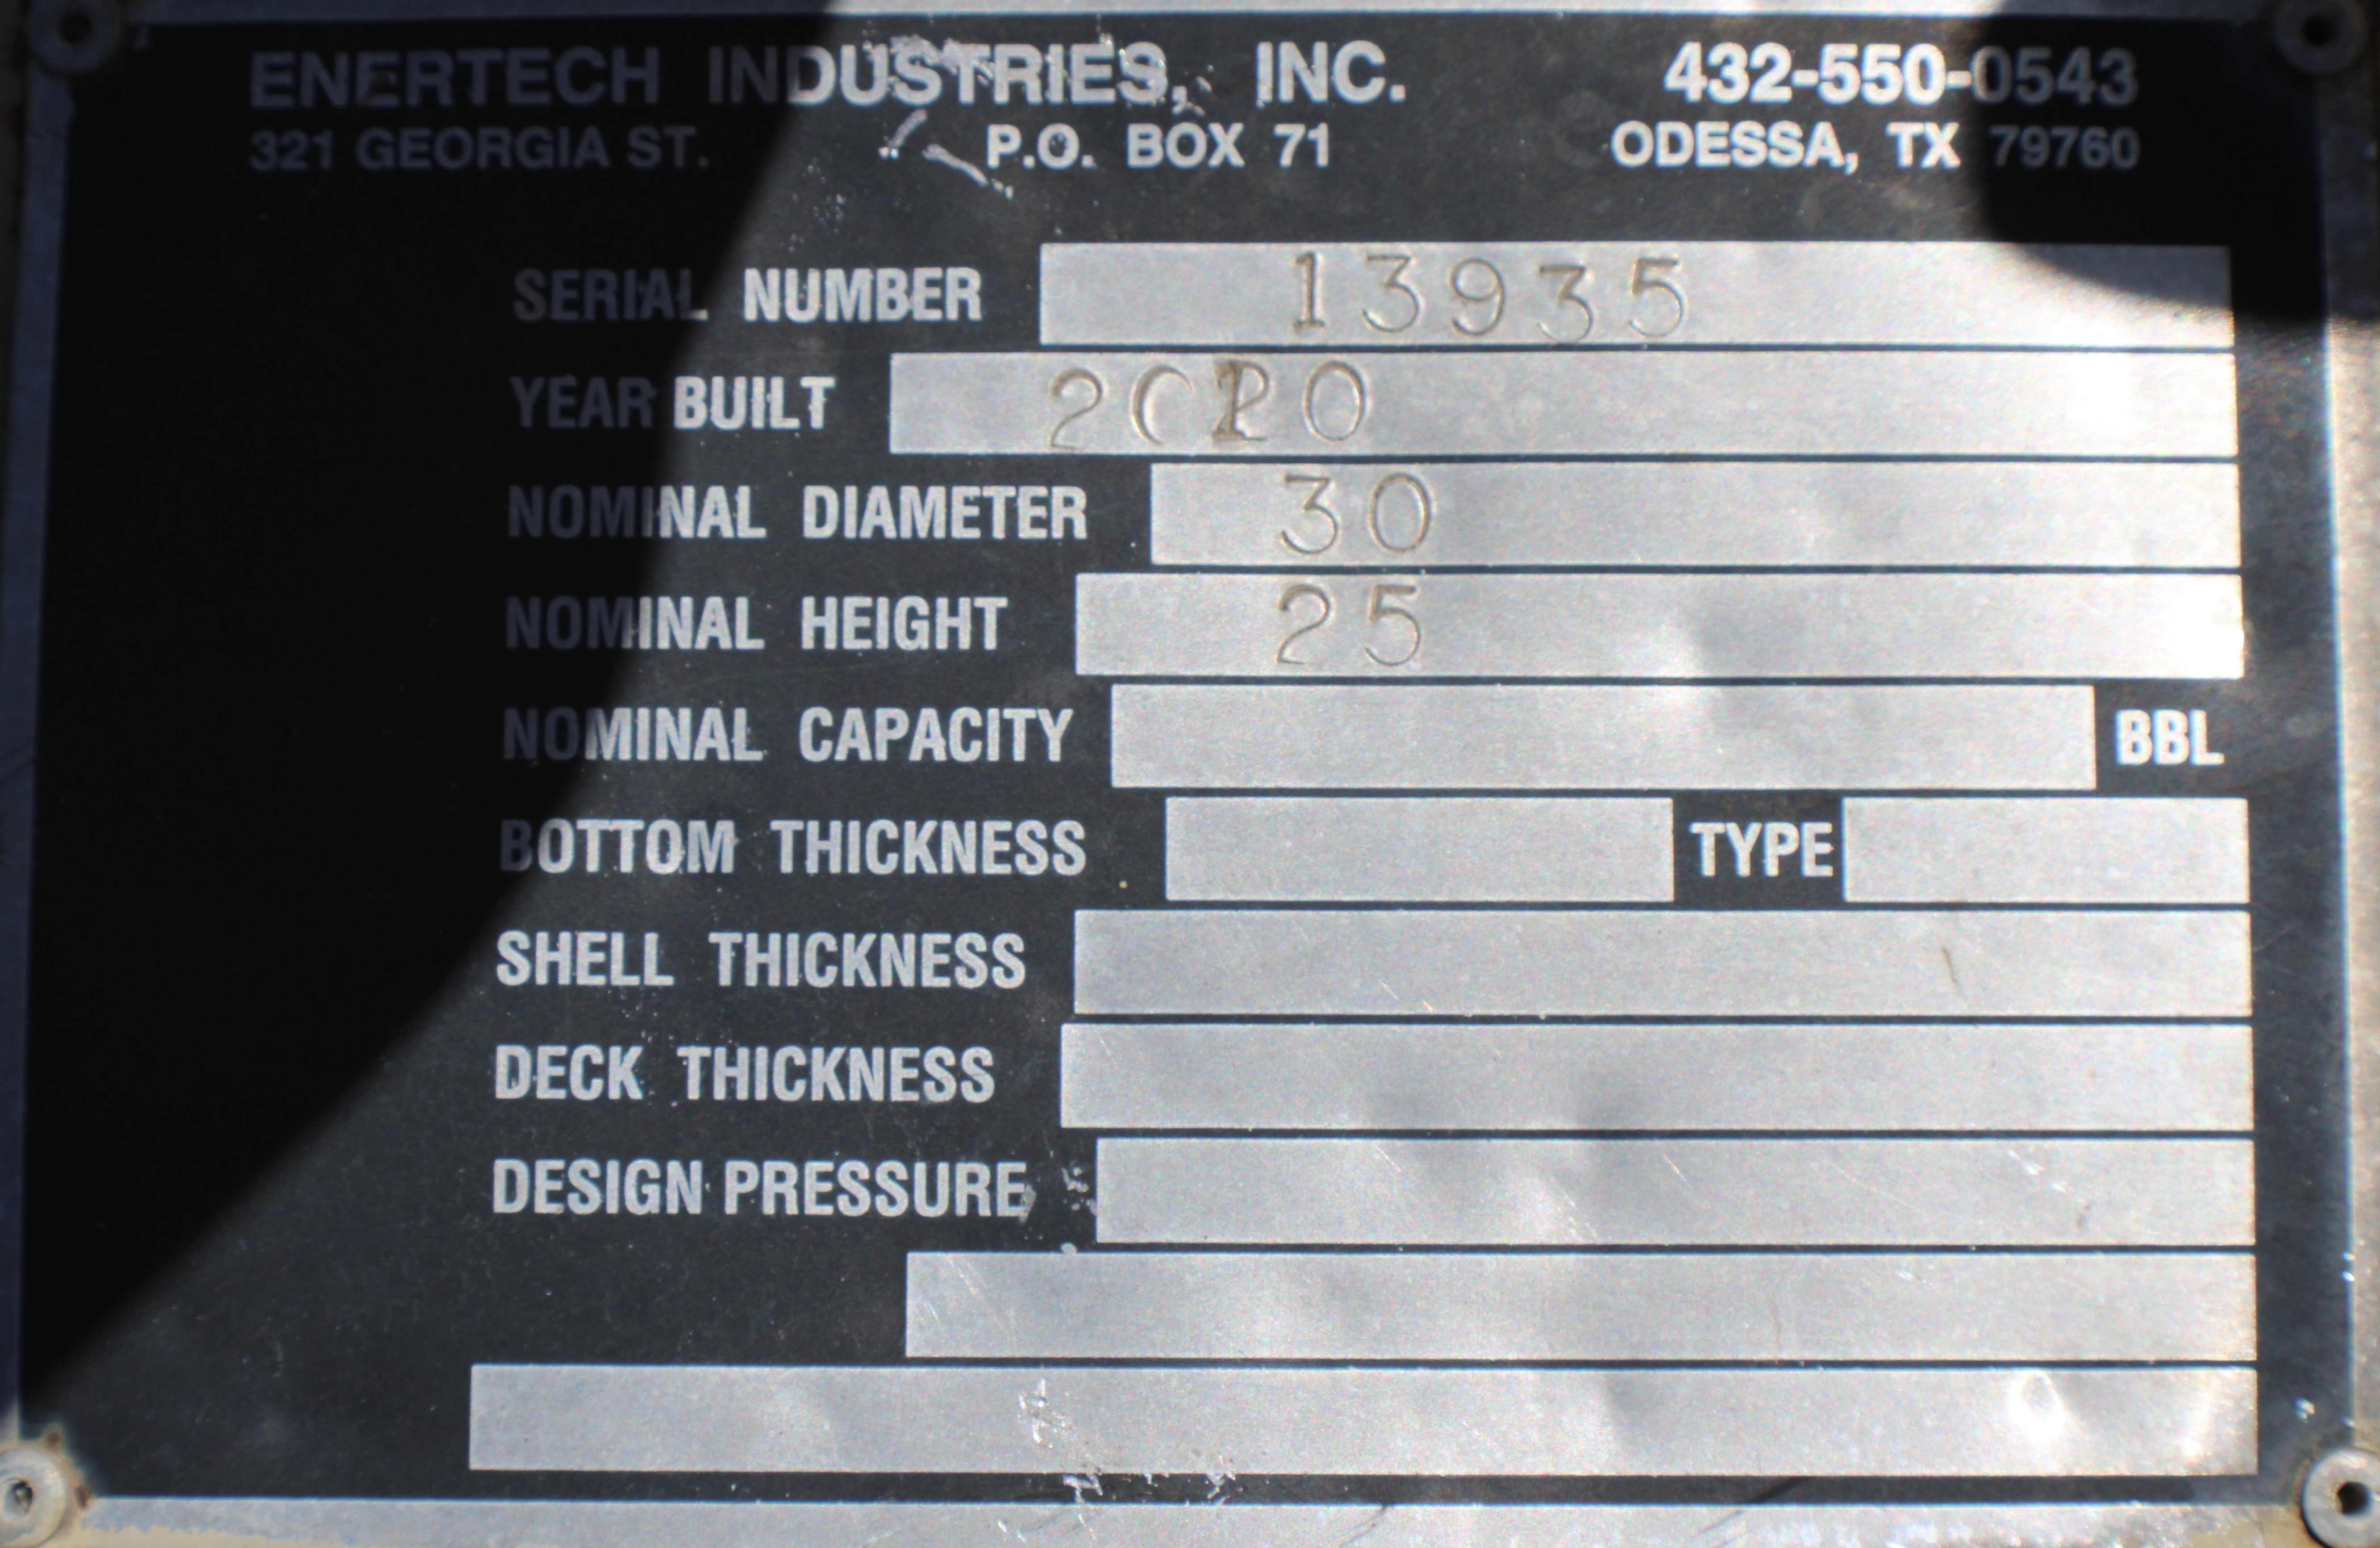 ENERTECH INDUSTRIES, INC. 432-550-0543
321 GEORGIA ST. P.O. BOX 71 ODESSA, TX 79760
SERIAL NUMBER 13935
YEAR BUILT
NOMINAL DIAMETER 30
NOMINAL HEIGHT 25
NOMINAL CAPACITY BBL
BOTTOM THICKNESS TYPE
SHELL THICKNESS
DECK THICKNESS
DESIGN PRESSURE